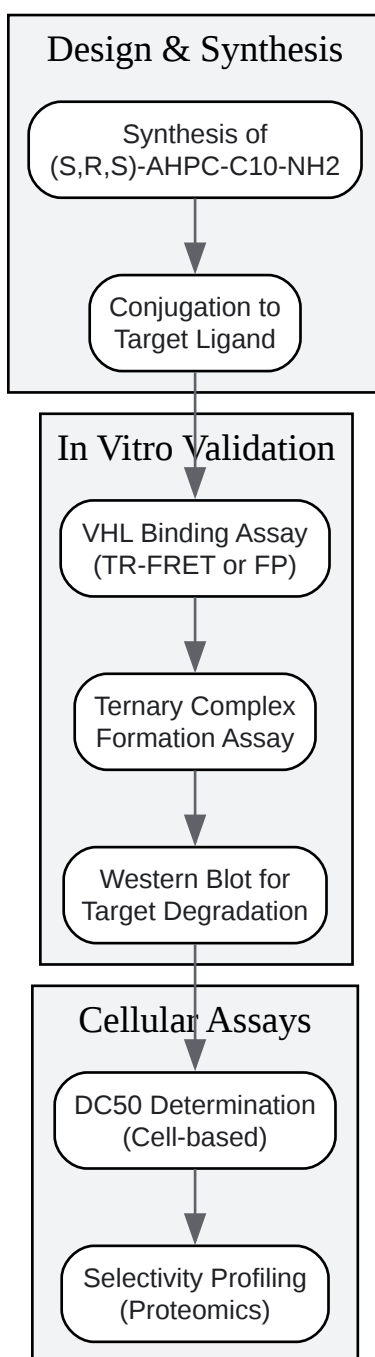 Design & Synthesis
Synthesis of
(S,R,S)-AHPC-C10-NH2
Conjugation to
Target Ligand
In Vitro Validation
VHL Binding Assay
(TR-FRET or FP)
Ternary Complex
Formation Assay
Western Blot for
Target Degradation
Cellular Assays
DC50 Determination
(Cell-based)
Selectivity Profiling
(Proteomics)